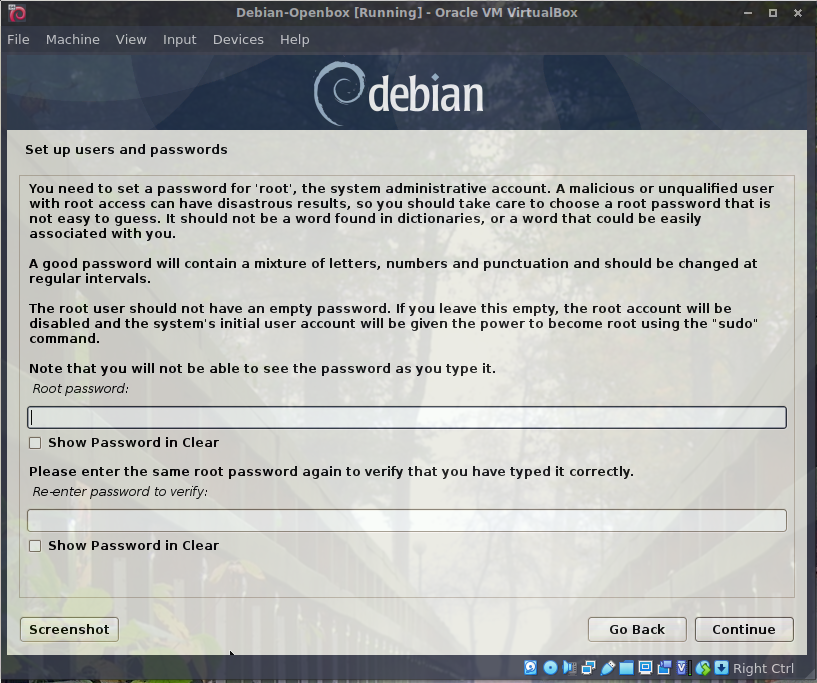 Debian-Openbox [Running] - Oracle VM VirtualBox
File Machine View Input Devices Help
debian
Set up users and passwords
You need to set a password for 'root', the system administrative account. A malicious or unqualified user
with root access can have disastrous results, so you should take care to choose a root password that is
not easy to guess. It should not be a word found in dictionaries, or a word that could be easily
associated with you.
A good password will contain a mixture of letters, numbers and punctuation and should be changed at
regular intervals.
The root user should not have an empty password. If you leave this empty, the root account will be
disabled and the system's initial user account will be given the power to become root using the "sudo"
command.
Note that you will not be able to see the password as you type it.
Root password:
Show Password in Clear
Please enter the same root password again to verify that you have typed it correctly.
Re-enter password to verify:
Show Password in Clear
Screenshot Go Back Continue
Right Ctrl